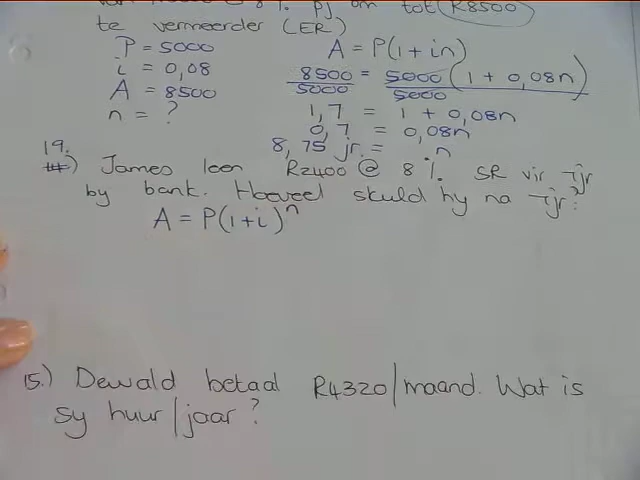 8 %. pj om tot R8500
te vermeerder (ER)
P = 5000
i = 0,08
A = 8500
n = ?
A = P(1 + in)
8500/5000 = 5000/5000 (1 + 0,08n)
1,7 = 1 + 0,08n
0,7 = 0,08n
8,75 jr. = n
19.
James leen R2400 @ 8 %. SR vir 7jr
by bank. Hoeveel skuld hy na 7jr?
A = P(1+i)^n
15.) Dewald betaal R4320/maand. Wat is
sy huur/jaar?